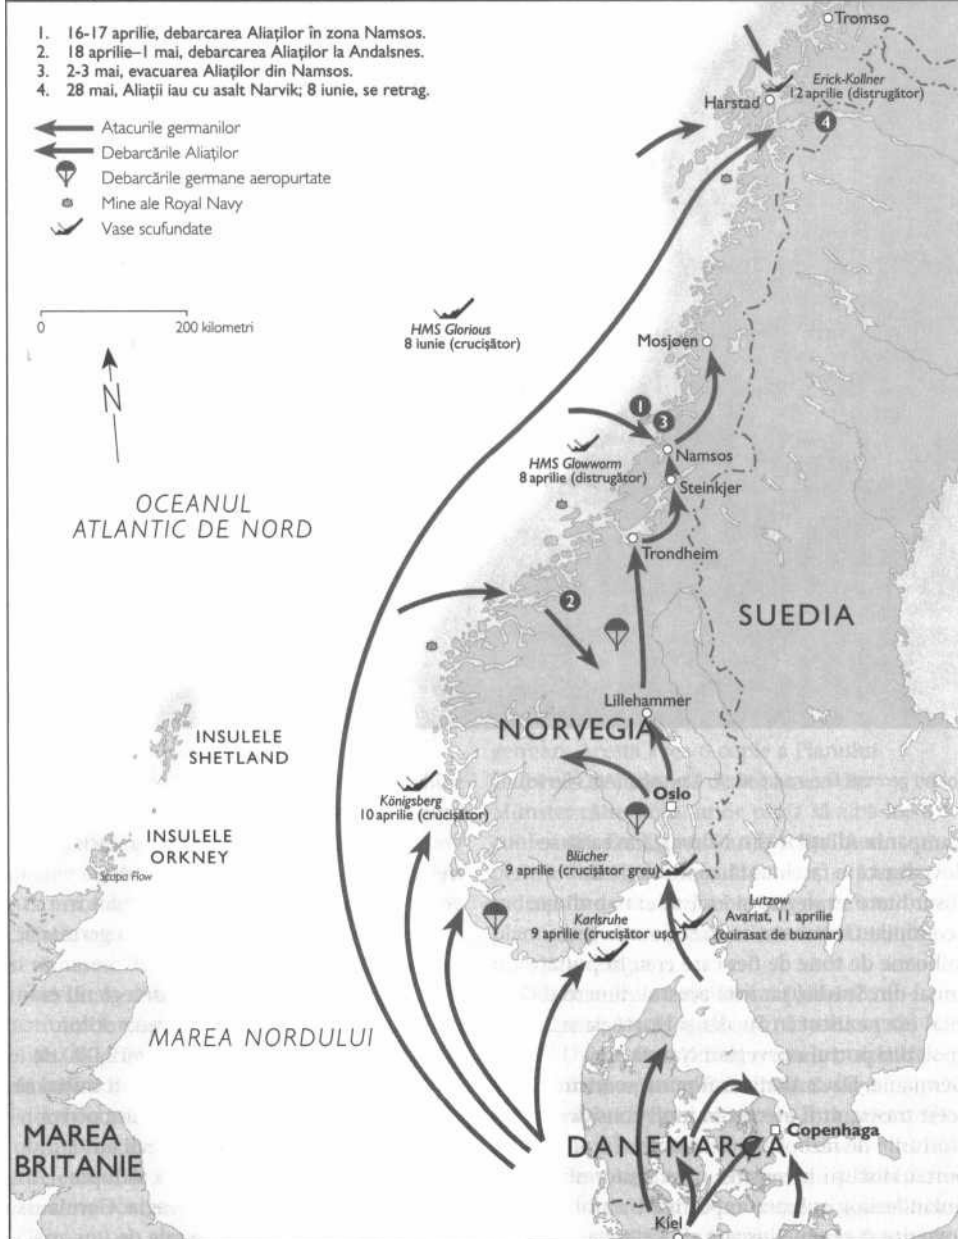 1. 16-17 aprilie, debarcarea Aliaților în zona Namsos.
2. 18 aprilie–1 mai, debarcarea Aliaților la Andalsnes.
3. 2-3 mai, evacuarea Aliaților din Namsos.
4. 28 mai, Aliații iau cu asalt Narvik; 8 iunie, se retrag.
Atacurile germanilor
Debarcările Aliaților
Debarcările germane aeropurtate
Mine ale Royal Navy
Vase scufundate
0 200 kilometri
N
Tromso
Erick-Kollner
12 aprilie (distrugător)
Harstad
4
HMS Glorious
8 iunie (crucișător)
Mosjøen
1
3
Namsos
HMS Glowworm
8 aprilie (distrugător)
Steinkjer
OCEANUL
ATLANTIC DE NORD
Trondheim
2
SUEDIA
Lillehammer
NORVEGIA
INSULELE
SHETLAND
Oslo
Königsberg
10 aprilie (crucișător)
INSULELE
ORKNEY
Scapa Flow
Blücher
9 aprilie (crucișător greu)
Lutzow
Avariat, 11 aprilie
(cuirasat de buzunar)
Karlsruhe
9 aprilie (crucișător ușor)
MAREA NORDULUI
MAREA
BRITANIE
DANEMARCA
Copenhaga
Kiel